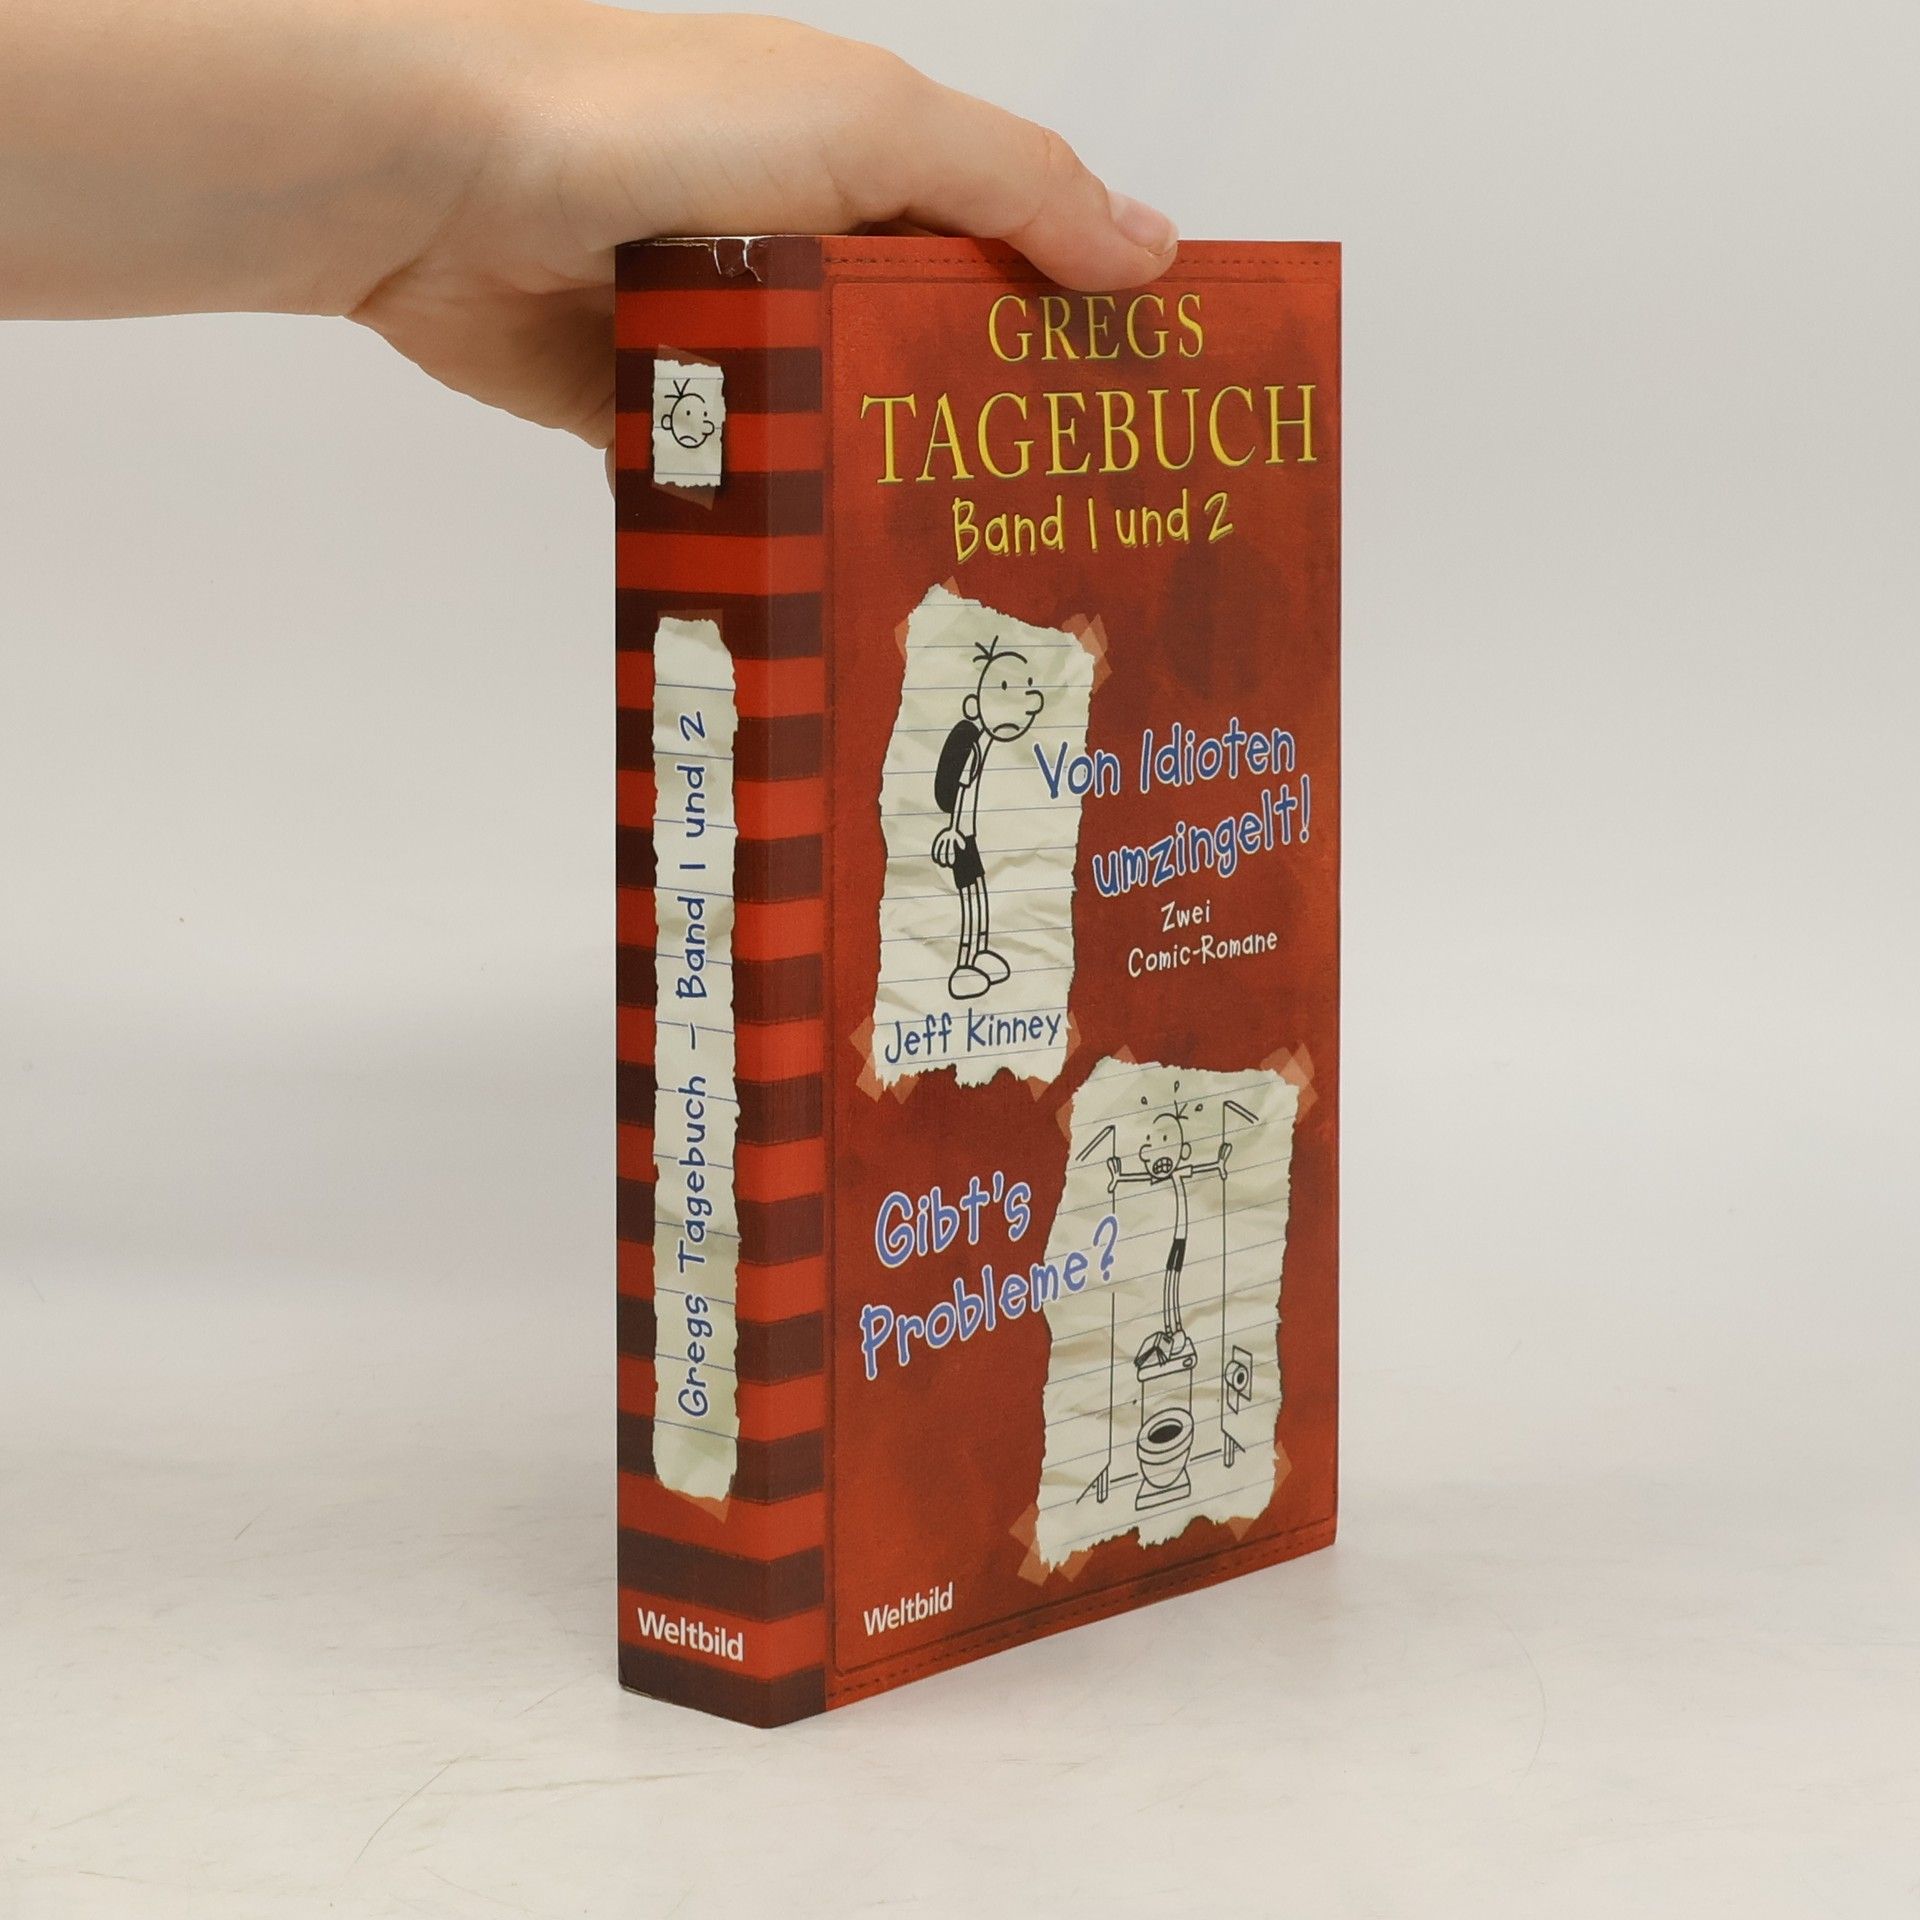 GREGS
TAGEBUCH
Band 1 und 2
Von Idioten
umzingelt!
Zwei
Comic-Romane
Jeff Kinney
Gibt's
Probleme?
Weltbild
Gregs Tagebuch – Band 1 und 2
Weltbild